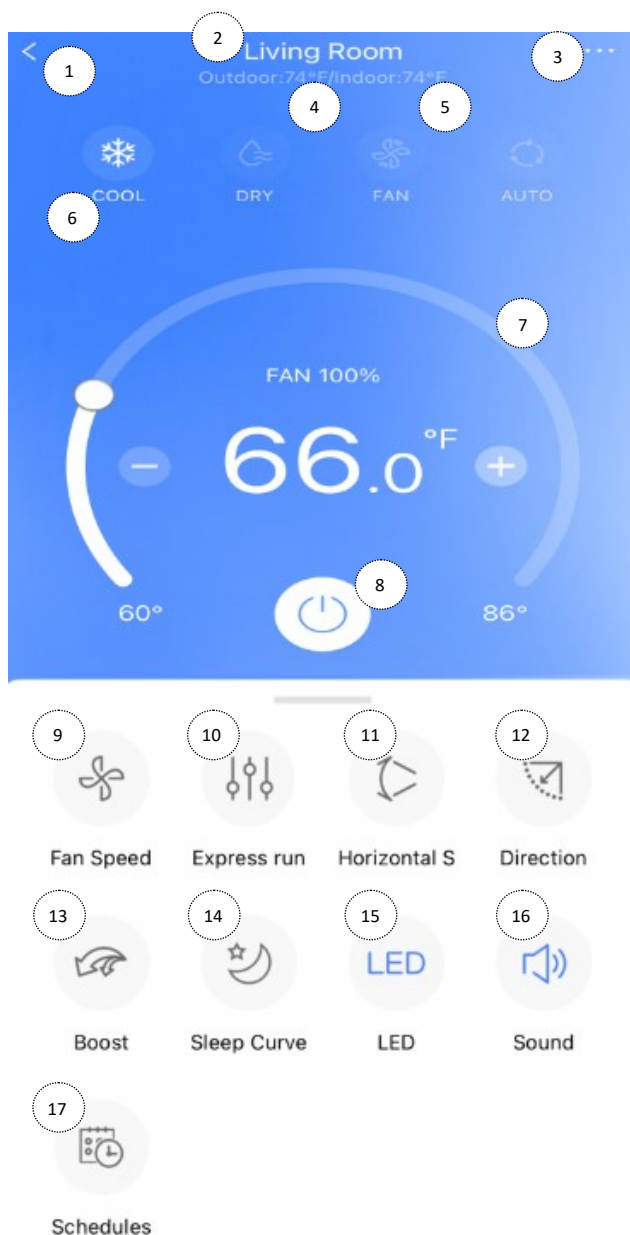 2
< Living Room ...
1
3
Outdoor:74°F/Indoor:74°F
4 5
COOL DRY FAN AUTO
6
7
FAN 100%
− 66.0°F +
8
60° 86°
9 10 11 12
Fan Speed Express run Horizontal S Direction
13 14 15 16
LED
Boost Sleep Curve LED Sound
17
Schedules